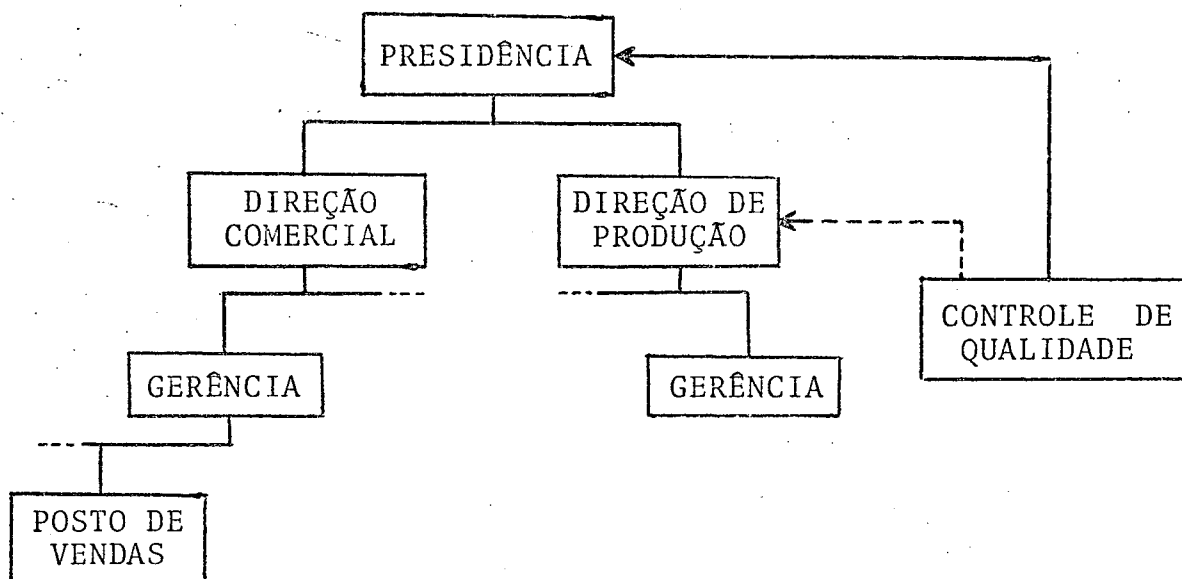 PRESIDÊNCIA
DIREÇÃO
COMERCIAL
DIREÇÃO DE
PRODUÇÃO
CONTROLE DE
QUALIDADE
GERÊNCIA
GERÊNCIA
POSTO DE
VENDAS